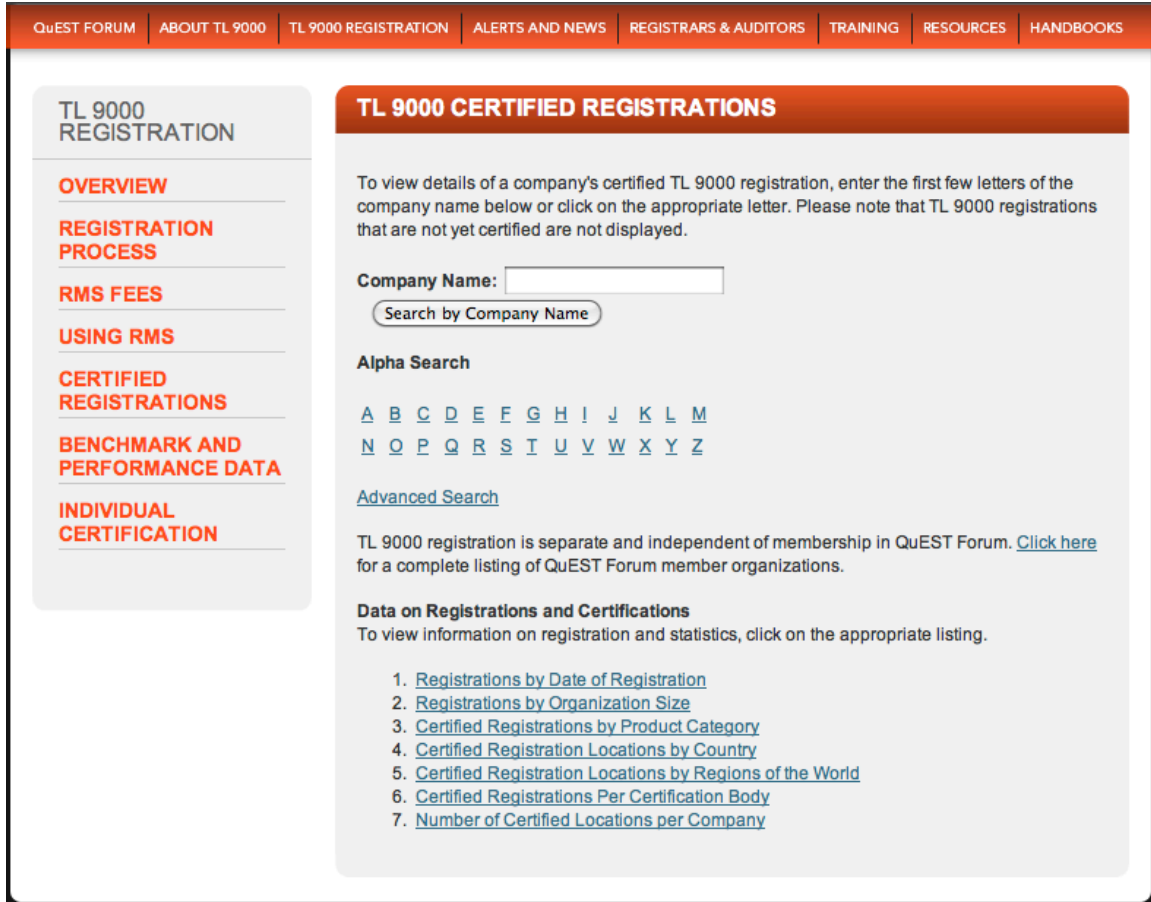 QuEST FORUM ABOUT TL 9000 TL 9000 REGISTRATION ALERTS AND NEWS REGISTRARS & AUDITORS TRAINING RESOURCES HANDBOOKS
TL 9000
REGISTRATION
OVERVIEW
REGISTRATION
PROCESS
RMS FEES
USING RMS
CERTIFIED
REGISTRATIONS
BENCHMARK AND
PERFORMANCE DATA
INDIVIDUAL
CERTIFICATION
TL 9000 CERTIFIED REGISTRATIONS
To view details of a company's certified TL 9000 registration, enter the first few letters of the
company name below or click on the appropriate letter. Please note that TL 9000 registrations
that are not yet certified are not displayed.
Company Name:
Search by Company Name
Alpha Search
A B C D E F G H I J K L M
N O P Q R S T U V W X Y Z
Advanced Search
TL 9000 registration is separate and independent of membership in QuEST Forum. Click here
for a complete listing of QuEST Forum member organizations.
Data on Registrations and Certifications
To view information on registration and statistics, click on the appropriate listing.
1. Registrations by Date of Registration
2. Registrations by Organization Size
3. Certified Registrations by Product Category
4. Certified Registration Locations by Country
5. Certified Registration Locations by Regions of the World
6. Certified Registrations Per Certification Body
7. Number of Certified Locations per Company